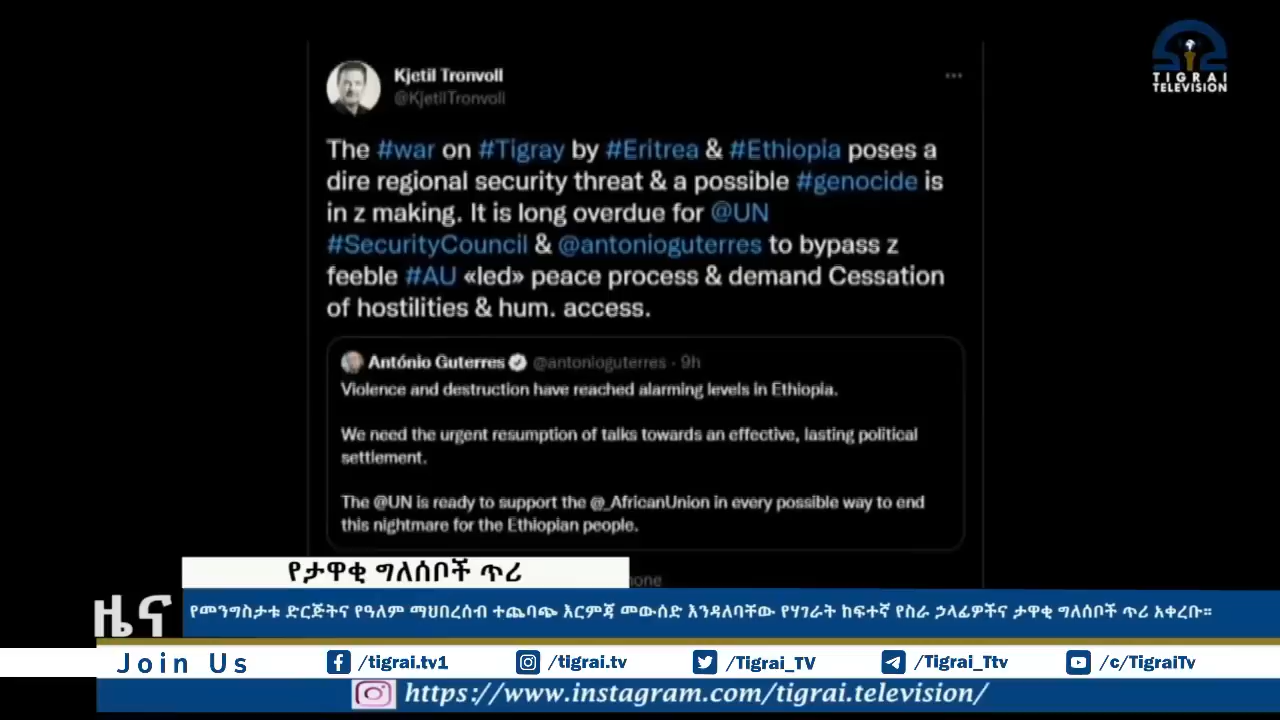 TIGRAI
TELEVISION
Kjetil Tronvoll
@KjetilTronvoll
The #war on #Tigray by #Eritrea & #Ethiopia poses a
dire regional security threat & a possible #genocide is
in z making. It is long overdue for @UN
#SecurityCouncil & @antonioguterres to bypass z
feeble #AU «led» peace process & demand Cessation
of hostilities & hum. access.
António Guterres @antonioguterres · 9h
Violence and destruction have reached alarming levels in Ethiopia.
We need the urgent resumption of talks towards an effective, lasting political
settlement.
The @UN is ready to support the @_AfricanUnion in every possible way to end
this nightmare for the Ethiopian people.
የታዋቂ ግለሰቦች ጥሪ
ዜና
የመንግስታቱ ድርጅትና የዓለም ማህበረሰብ ተጨባጭ እርምጃ መውሰድ እንዳለባቸው የሃገራት ከፍተኛ የስራ ኃላፊዎችና ታዋቂ ግለሰቦች ጥሪ አቀረቡ።
Join Us /tigrai.tv1 /tigrai.tv /Tigrai_TV /Tigrai_Ttv /c/TigraiTv
https://www.instagram.com/tigrai.television/